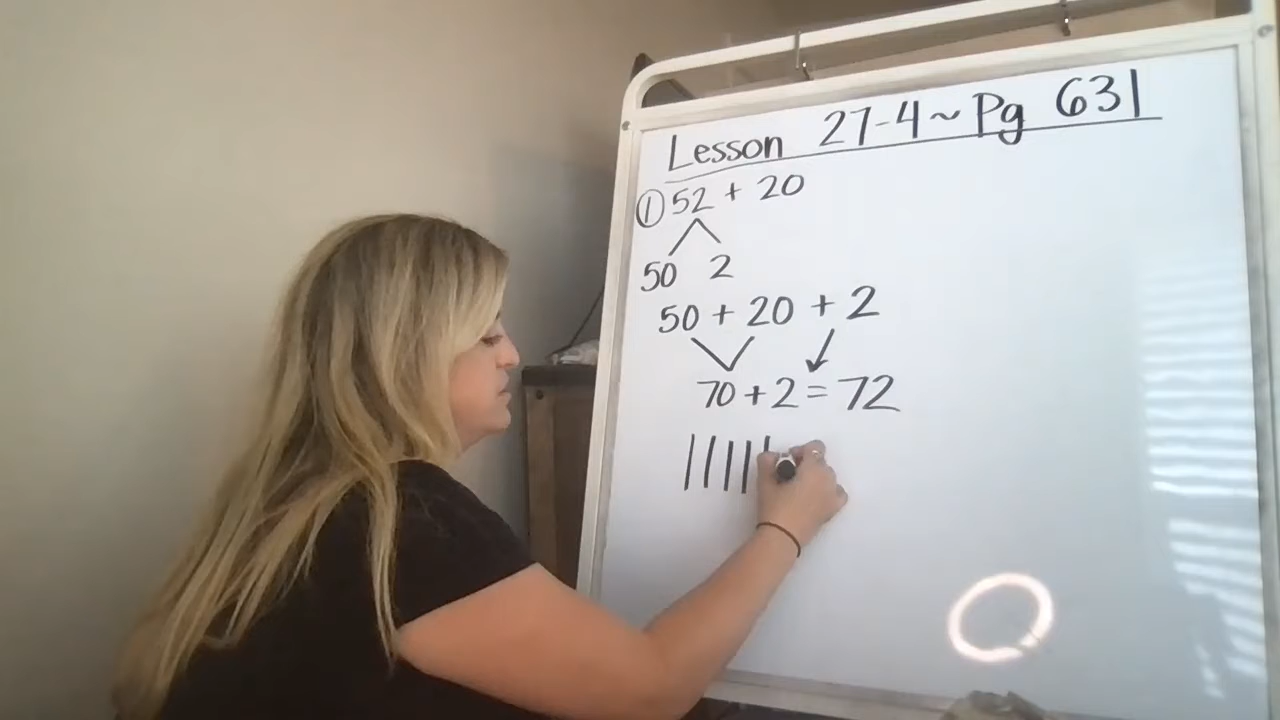 Lesson 27-4~Pg 631
① 52 + 20
50 2
50 + 20 + 2
70 + 2 = 72